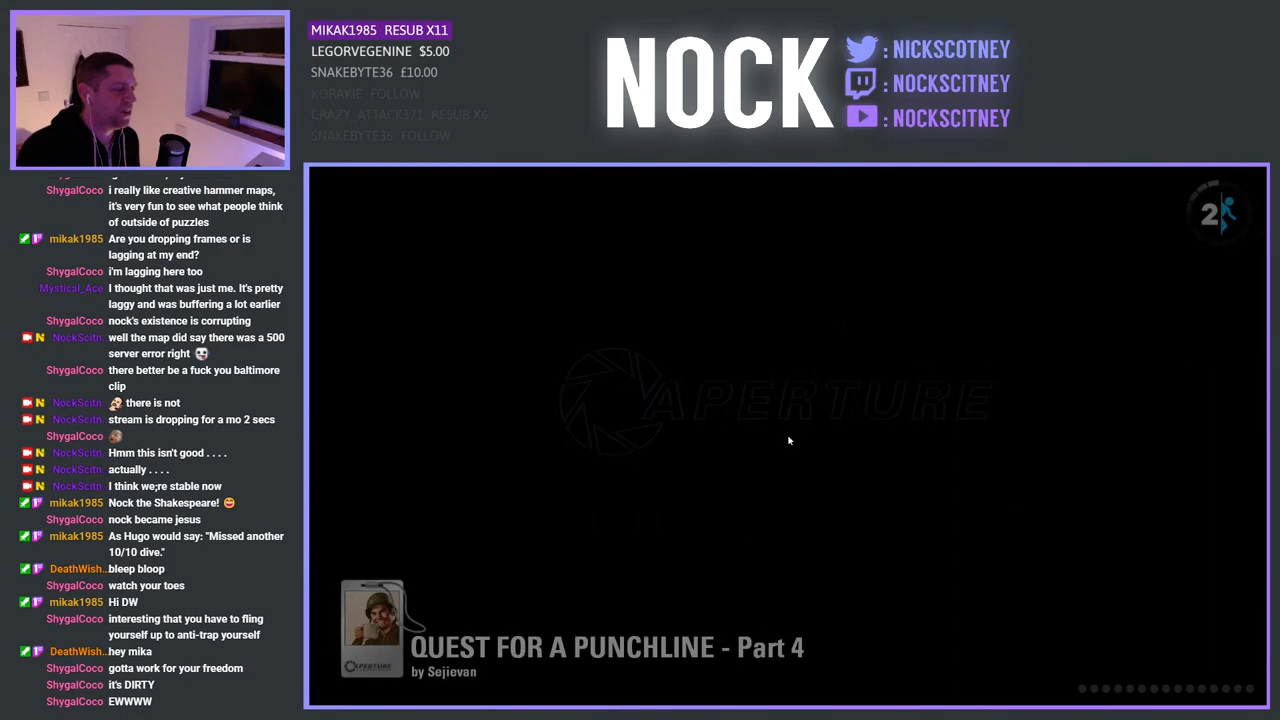 MIKAK1985 RESUB X11
LEGORVEGENINE $5.00
SNAKEBYTE36 £10.00
KORAKIE FOLLOW
CRAZY_ATTACK371 RESUB X6
SNAKEBYTE36 FOLLOW
NOCK
: NICKSCOTNEY
: NOCKSCITNEY
: NOCKSCITNEY
ShygalCoco i really like creative hammer maps,
it's very fun to see what people think
of outside of puzzles
mikak1985 Are you dropping frames or is
lagging at my end?
ShygalCoco i'm lagging here too
Mystical_Ace I thought that was just me. It's pretty
laggy and was buffering a lot earlier
ShygalCoco nock's existence is corrupting
NockScitn.. well the map did say there was a 500
server error right
ShygalCoco there better be a fuck you baltimore
clip
NockScitn.. there is not
NockScitn.. stream is dropping for a mo 2 secs
ShygalCoco
NockScitn.. Hmm this isn't good . . . .
NockScitn.. actually . . . .
NockScitn.. I think we;re stable now
mikak1985 Nock the Shakespeare!
ShygalCoco nock became jesus
mikak1985 As Hugo would say: "Missed another
10/10 dive."
DeathWish.. bleep bloop
ShygalCoco watch your toes
mikak1985 Hi DW
ShygalCoco interesting that you have to fling
yourself up to anti-trap yourself
DeathWish.. hey mika
ShygalCoco gotta work for your freedom
ShygalCoco it's DIRTY
ShygalCoco EWWWW
2
APERTURE
APERTURE
QUEST FOR A PUNCHLINE - Part 4
by Sejievan